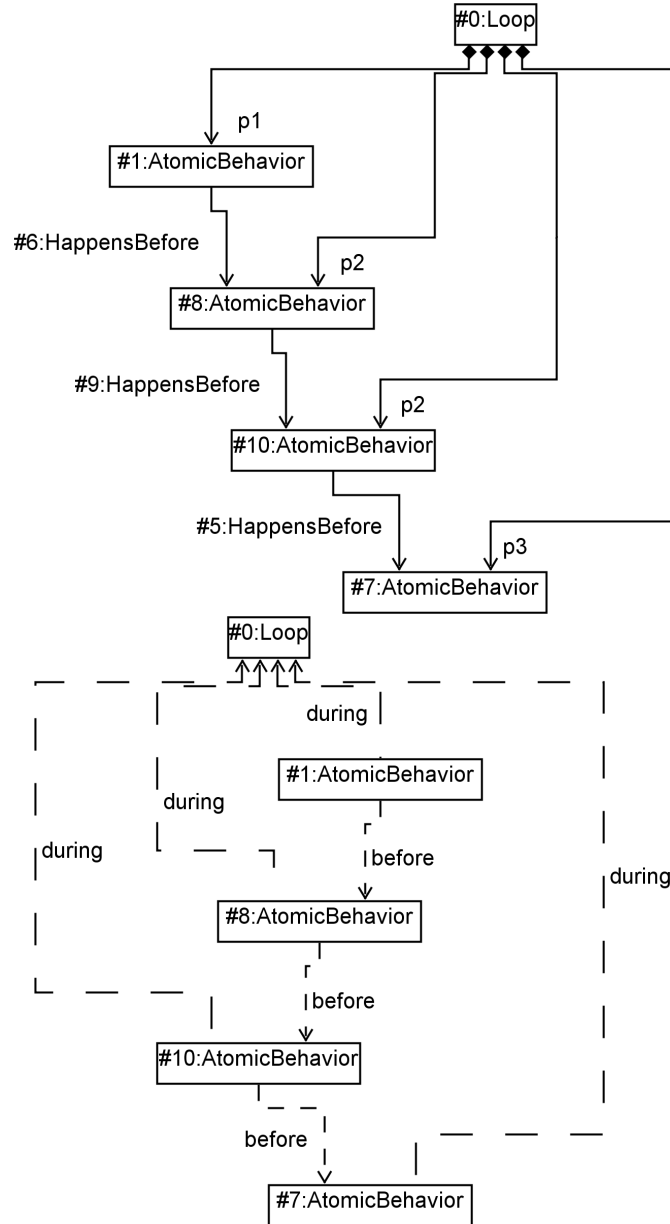 #0:Loop
p1
#1:AtomicBehavior
#6:HappensBefore
p2
#8:AtomicBehavior
#9:HappensBefore
p2
#10:AtomicBehavior
#5:HappensBefore
p3
#7:AtomicBehavior
#0:Loop
during
#1:AtomicBehavior
during
during
before
during
#8:AtomicBehavior
before
#10:AtomicBehavior
before
#7:AtomicBehavior